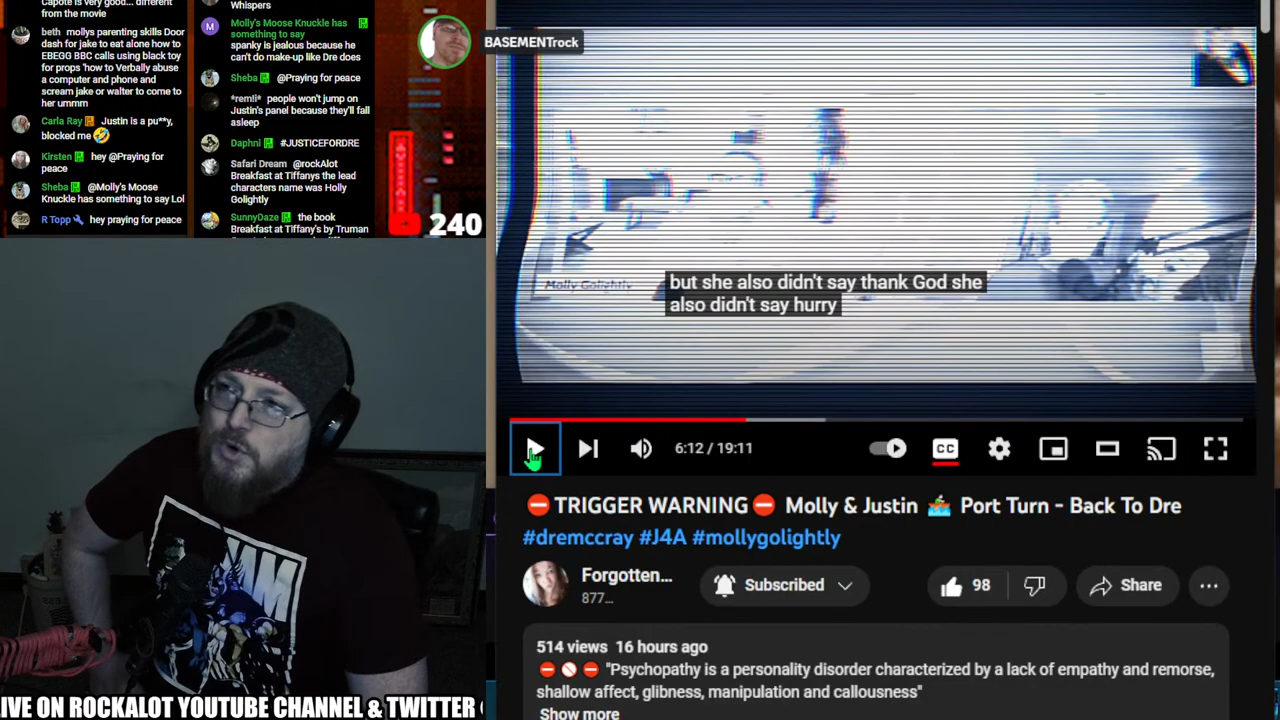 Capote is very good... different
from the movie
beth mollys parenting skills Door
dash for jake to eat alone how to
EBEGG BBC calls using black toy
for props 'how to Verbally abuse
a computer and phone and
scream jake or walter to come to
her ummm
Carla Ray Justin is a pu**y,
blocked me 🤣
Kirsten hey @Praying for
peace
Sheba @Molly's Moose
Knuckle has something to say Lol
R Topp hey praying for peace
Whispers
M Molly's Moose Knuckle has
something to say
spanky is jealous because he
can't do make-up like Dre does
Sheba @Praying for peace
*remli* people won't jump on
Justin's panel because they'll fall
asleep
Daphni #JUSTICEFORDRE
Safari Dream @rockAlot
Breakfast at Tiffanys the lead
characters name was Holly
Golightly
SunnyDaze the book
Breakfast at Tiffany's by Truman
240
BASEMENTrock
Molly Golightly
but she also didn't say thank God she
also didn't say hurry
6:12 / 19:11
CC
⛔TRIGGER WARNING⛔ Molly & Justin 🚣 Port Turn - Back To Dre
#dremccray #J4A #mollygolightly
Forgotten...
877...
Subscribed
98
Share
514 views 16 hours ago
⛔🚫⛔ "Psychopathy is a personality disorder characterized by a lack of empathy and remorse,
shallow affect, glibness, manipulation and callousness"
Show more
IVE ON ROCKALOT YOUTUBE CHANNEL & TWITTER